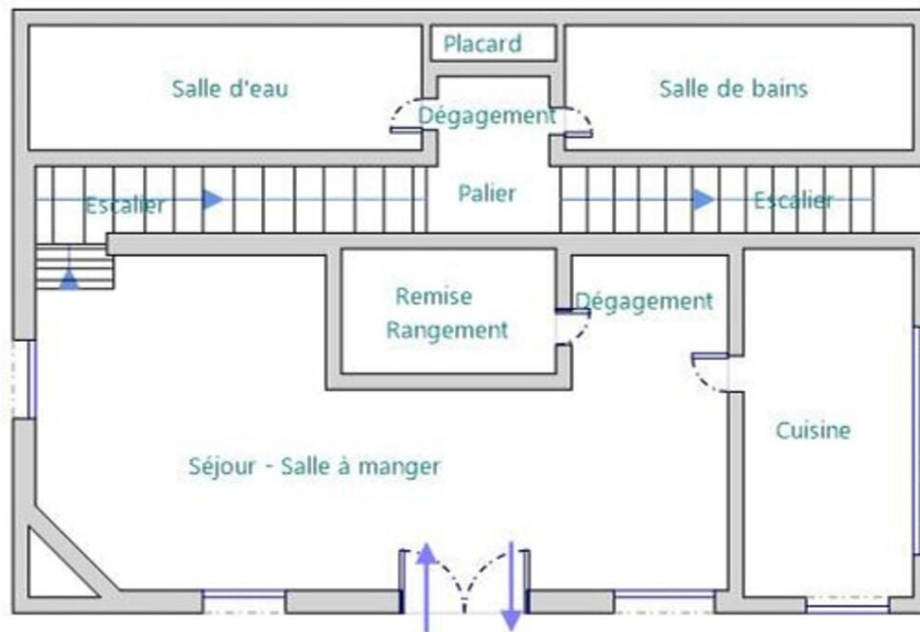 Placard
Salle d'eau
Salle de bains
Dégagement
Escalier
Palier
Escalier
Remise
Rangement
Dégagement
Cuisine
Séjour - Salle à manger